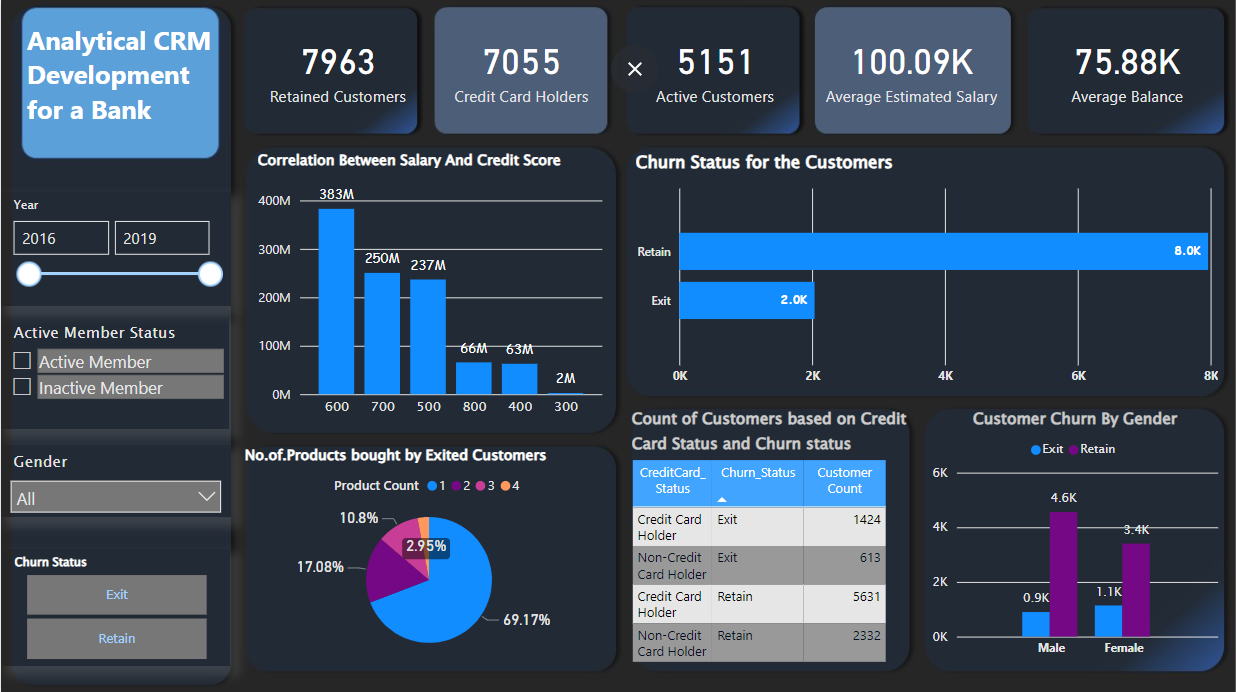 Analytical CRM
Development
for a Bank
7963
Retained Customers
7055
Credit Card Holders
5151
Active Customers
100.09K
Average Estimated Salary
75.88K
Average Balance
Year
2016
2019
Active Member Status
Active Member
Inactive Member
Gender
All
Churn Status
Exit
Retain
Correlation Between Salary And Credit Score
400M
300M
200M
100M
0M
383M
250M
237M
66M
63M
2M
600
700
500
800
400
300
Churn Status for the Customers
Retain
8.0K
Exit
2.0K
0K
2K
4K
6K
8K
No.of.Products bought by Exited Customers
Product Count
1
2
3
4
10.8%
2.95%
17.08%
69.17%
Count of Customers based on Credit
Card Status and Churn status
CreditCard_
Status
Churn_Status
Customer
Count
Credit Card
Holder
Exit
1424
Non-Credit
Card Holder
Exit
613
Credit Card
Holder
Retain
5631
Non-Credit
Card Holder
Retain
2332
Customer Churn By Gender
Exit
Retain
6K
4K
2K
0K
0.9K
4.6K
1.1K
3.4K
Male
Female